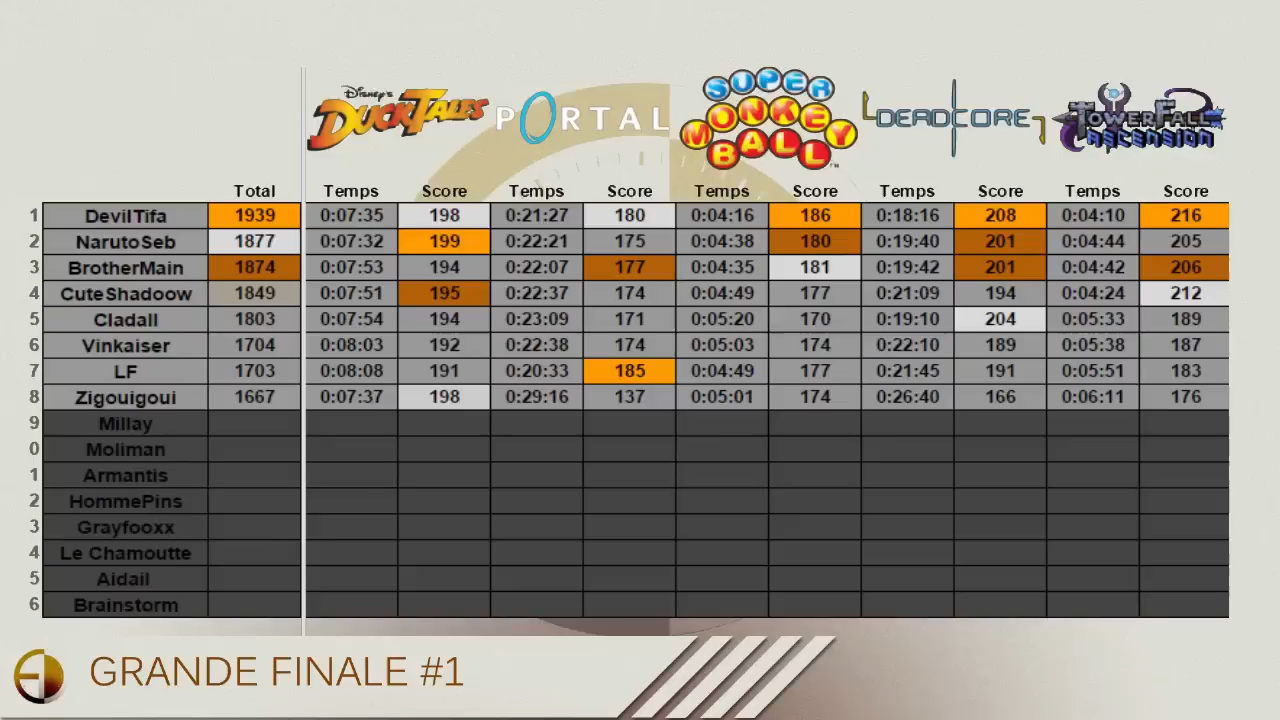 DISNEY'S DUCKTALES PORTAL SUPER MONKEY BALL DEADCORE TOWERFALL ASCENSION
Total Temps Score Temps Score Temps Score Temps Score Temps Score
1 DevilTifa 1939 0:07:35 198 0:21:27 180 0:04:16 186 0:18:16 208 0:04:10 216
2 NarutoSeb 1877 0:07:32 199 0:22:21 175 0:04:38 180 0:19:40 201 0:04:44 205
3 BrotherMain 1874 0:07:53 194 0:22:07 177 0:04:35 181 0:19:42 201 0:04:42 206
4 CuteShadoow 1849 0:07:51 195 0:22:37 174 0:04:49 177 0:21:09 194 0:04:24 212
5 Cladall 1803 0:07:54 194 0:23:09 171 0:05:20 170 0:19:10 204 0:05:33 189
6 Vinkaiser 1704 0:08:03 192 0:22:38 174 0:05:03 174 0:22:10 189 0:05:38 187
7 LF 1703 0:08:08 191 0:20:33 185 0:04:49 177 0:21:45 191 0:05:51 183
8 Zigouigoui 1667 0:07:37 198 0:29:16 137 0:05:01 174 0:26:40 166 0:06:11 176
9 Millay
0 Moliman
1 Armantis
2 HommePins
3 Grayfooxx
4 Le Chamoutte
5 Aidail
6 Brainstorm
GRANDE FINALE #1